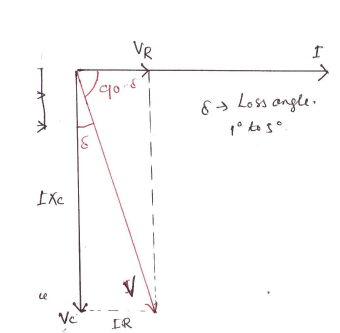 VR
I
90-δ
δ → Loss angle.
1° to 5°.
δ
IXc
V
Vc
IR